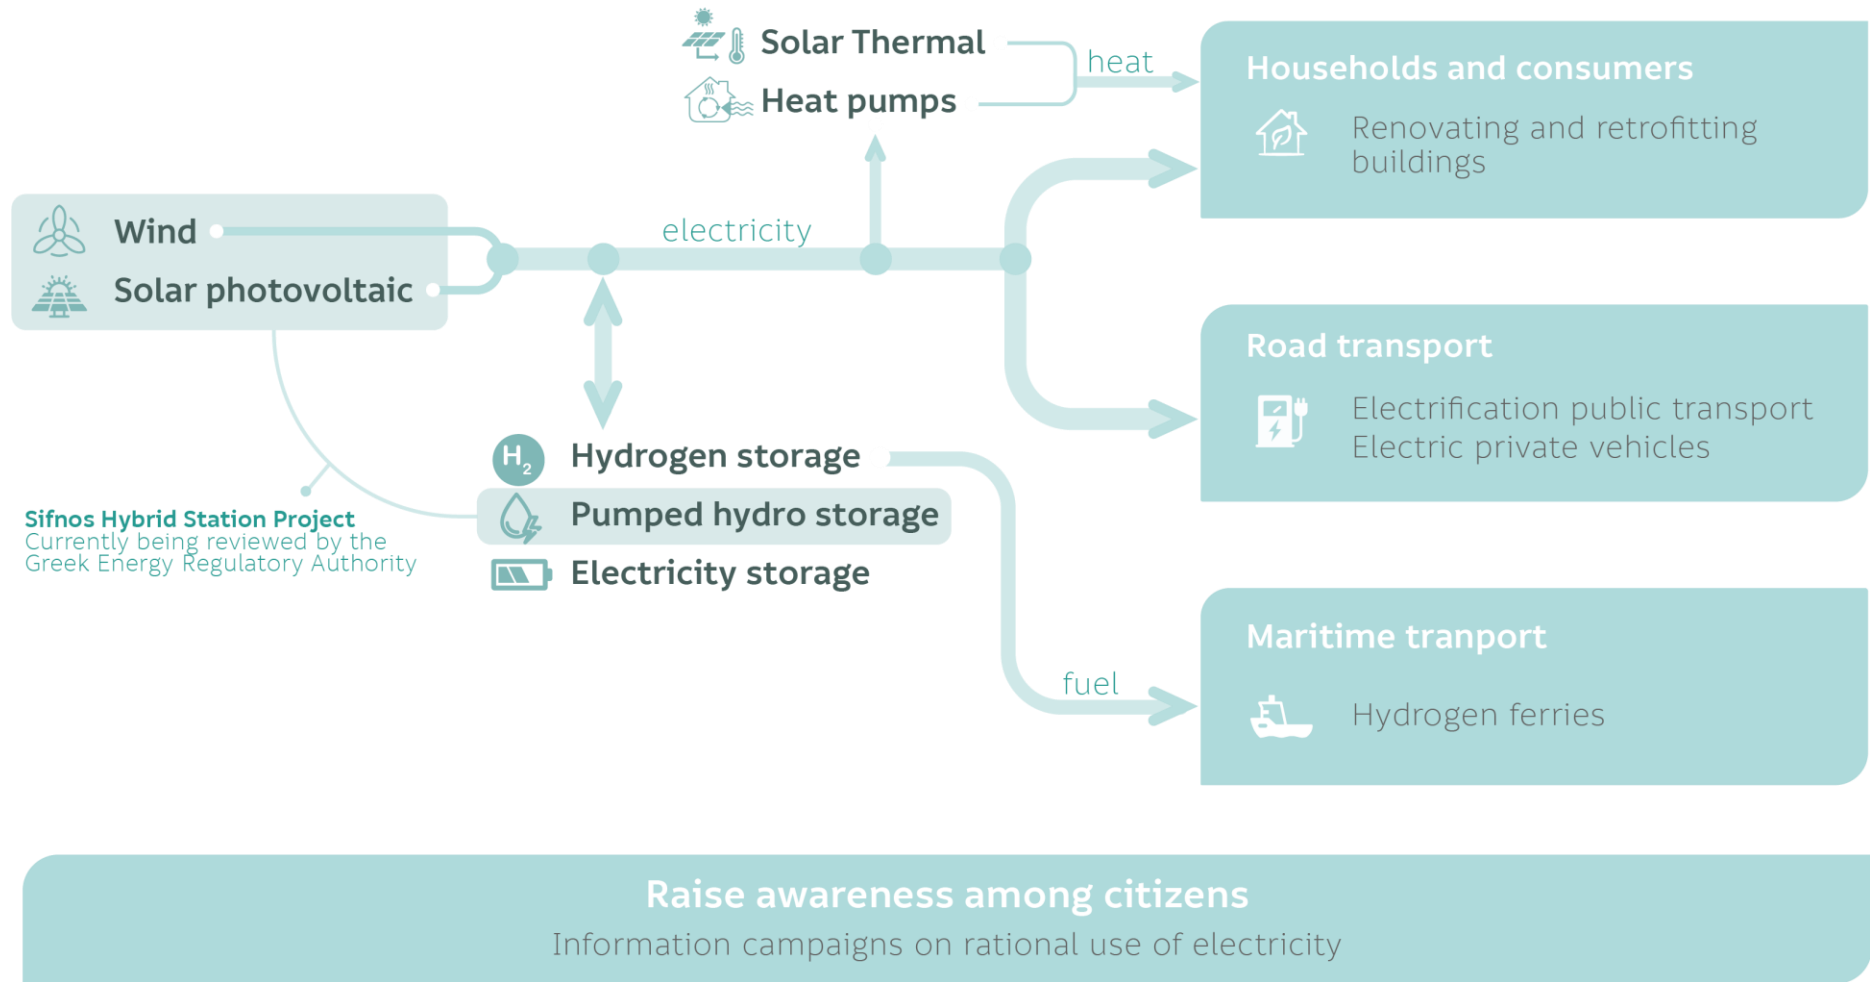 Solar Thermal
Heat pumps
heat
Households and consumers
Renovating and retrofitting
buildings
Wind
Solar photovoltaic
electricity
Road transport
Electrification public transport
Electric private vehicles
H2
Hydrogen storage
Pumped hydro storage
Electricity storage
Sifnos Hybrid Station Project
Currently being reviewed by the
Greek Energy Regulatory Authority
fuel
Maritime tranport
Hydrogen ferries
Raise awareness among citizens
Information campaigns on rational use of electricity